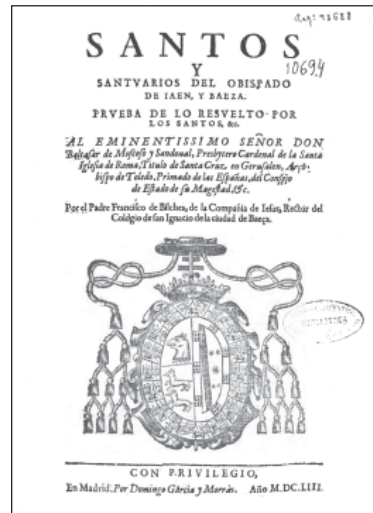 SANTOS
Y
SANTVARIOS DEL OBISPADO
DE IAEN, Y BAEZA.
PRVEBA DE LO RESVELTO POR
LOS SANTOS, &c.
AL EMINENTISSIMO SEÑOR DON
Baltasar de Moscoso y Sandoual, Presbytero Cardenal de la Santa
Iglesia de Roma, Titulo de Santa Cruz, en Gerusalen, Arço-
bispo de Toledo, Primado de las Españas, del Consejo
de Estado de su Magestad, &c.
Por el Padre Francisco de Bilches, de la Compañia de Iesus, Rector del
Colegio de san Ignacio de la ciudad de Baeça.
CON PRIVILEGIO,
En Madrid: Por Domingo Garcia y Morràs. Año M.DC.LIII.